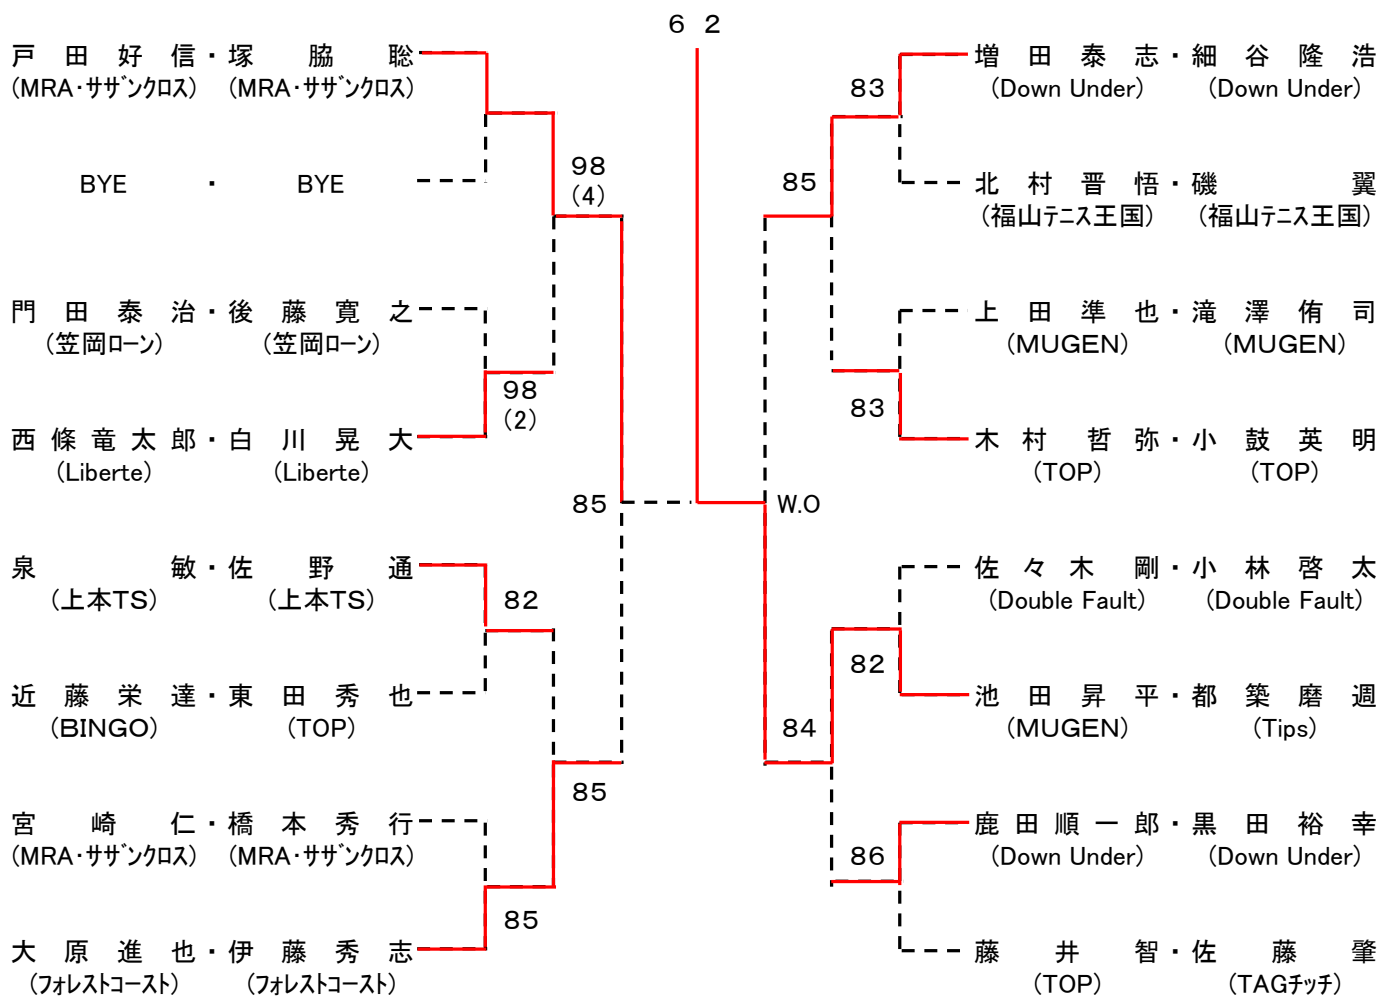 ６ ２
戸田好信・塚脇聡
(MRA・ｻｻﾞﾝｸﾛｽ) (MRA・ｻｻﾞﾝｸﾛｽ)
BYE ・ BYE
98
(4)
門田泰治・後藤寛之
(笠岡ﾛｰﾝ) (笠岡ﾛｰﾝ)
98
(2)
西條竜太郎・白川晃大
(Liberte) (Liberte)
85
泉敏・佐野通
(上本TS) (上本TS)
82
近藤栄達・東田秀也
(BINGO) (TOP)
85
宮崎仁・橋本秀行
(MRA・ｻｻﾞﾝｸﾛｽ) (MRA・ｻｻﾞﾝｸﾛｽ)
85
大原進也・伊藤秀志
(ﾌｫﾚｽﾄｺｰｽﾄ) (ﾌｫﾚｽﾄｺｰｽﾄ)
増田泰志・細谷隆浩
83
(Down Under) (Down Under)
85
北村晋悟・磯翼
(福山ﾃﾆｽ王国) (福山ﾃﾆｽ王国)
上田準也・滝澤侑司
(MUGEN) (MUGEN)
83
木村哲弥・小鼓英明
(TOP) (TOP)
W.O
佐々木剛・小林啓太
(Double Fault) (Double Fault)
82
池田昇平・都築磨週
(MUGEN) (Tips)
84
鹿田順一郎・黒田裕幸
86
(Down Under) (Down Under)
藤井智・佐藤肇
(TOP) (TAGﾁｯﾁ)